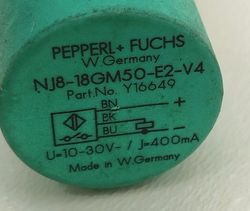 PEPPERL+ FUCHS
W.Germany
NJ8-18GM50-E2-V4
Part.No. Y16649
BN +
BK
BU -
U=10-30V- / J=400mA
Made in W.Germany